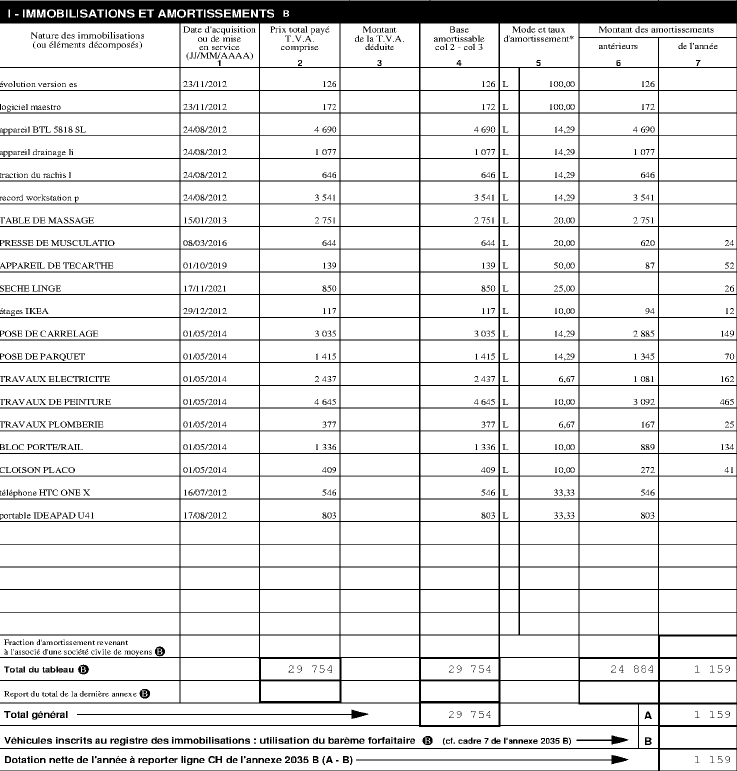 I - IMMOBILISATIONS ET AMORTISSEMENTS B
Nature des immobilisations
(ou éléments décomposés)
Date d'acquisition
ou de mise
en service
(JJ/MM/AAAA)
1
Prix total payé
T.V.A.
comprise
2
Montant
de la T.V.A.
déduite
3
Base
amortissable
col 2 - col 3
4
Mode et taux
d'amortissement*
5
Montant des amortissements
antérieurs
6
de l'année
7
évolution version es 23/11/2012 126 126 L 100,00 126
logiciel maestro 23/11/2012 172 172 L 100,00 172
appareil BTL 5818 SL 24/08/2012 4 690 4 690 L 14,29 4 690
appareil drainage li 24/08/2012 1 077 1 077 L 14,29 1 077
traction du rachis l 24/08/2012 646 646 L 14,29 646
record workstation p 24/08/2012 3 541 3 541 L 14,29 3 541
TABLE DE MASSAGE 15/01/2013 2 751 2 751 L 20,00 2 751
PRESSE DE MUSCULATIO 08/03/2016 644 644 L 20,00 620 24
APPAREIL DE TECARTHE 01/10/2019 139 139 L 50,00 87 52
SECHE LINGE 17/11/2021 850 850 L 25,00 26
étages IKEA 29/12/2012 117 117 L 10,00 94 12
POSE DE CARRELAGE 01/05/2014 3 035 3 035 L 14,29 2 885 149
POSE DE PARQUET 01/05/2014 1 415 1 415 L 14,29 1 345 70
TRAVAUX ELECTRICITE 01/05/2014 2 437 2 437 L 6,67 1 081 162
TRAVAUX DE PEINTURE 01/05/2014 4 645 4 645 L 10,00 3 092 465
TRAVAUX PLOMBERIE 01/05/2014 377 377 L 6,67 167 25
BLOC PORTE/RAIL 01/05/2014 1 336 1 336 L 10,00 889 134
CLOISON PLACO 01/05/2014 409 409 L 10,00 272 41
téléphone HTC ONE X 16/07/2012 546 546 L 33,33 546
portable IDEAPAD U41 17/08/2012 803 803 L 33,33 803
Fraction d'amortissement revenant
à l'associé d'une société civile de moyens B
Total du tableau B 29 754 29 754 24 884 1 159
Report du total de la dernière annexe B
Total général 29 754 A 1 159
Véhicules inscrits au registre des immobilisations : utilisation du barème forfaitaire B (cf. cadre 7 de l'annexe 2035 B) B
Dotation nette de l'année à reporter ligne CH de l'annexe 2035 B (A - B) 1 159